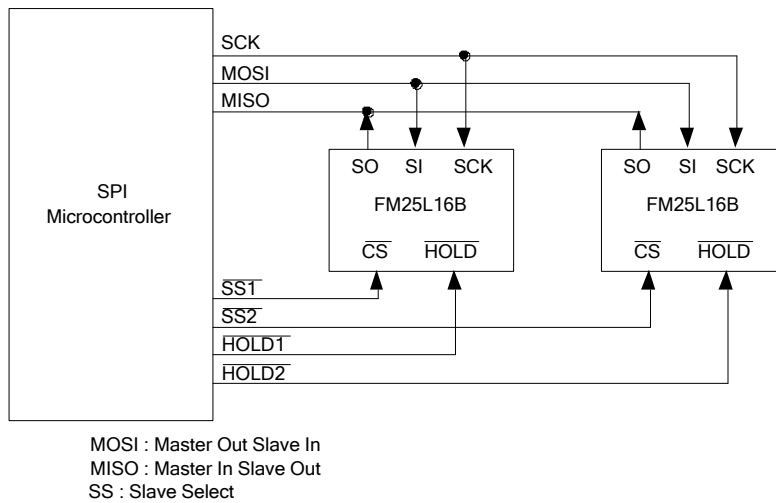 SCK
MOSI
MISO
SPI
Microcontroller
SO SI SCK
FM25L16B
CS HOLD
SO SI SCK
FM25L16B
CS HOLD
SS1
SS2
HOLD1
HOLD2
MOSI : Master Out Slave In
MISO : Master In Slave Out
SS : Slave Select